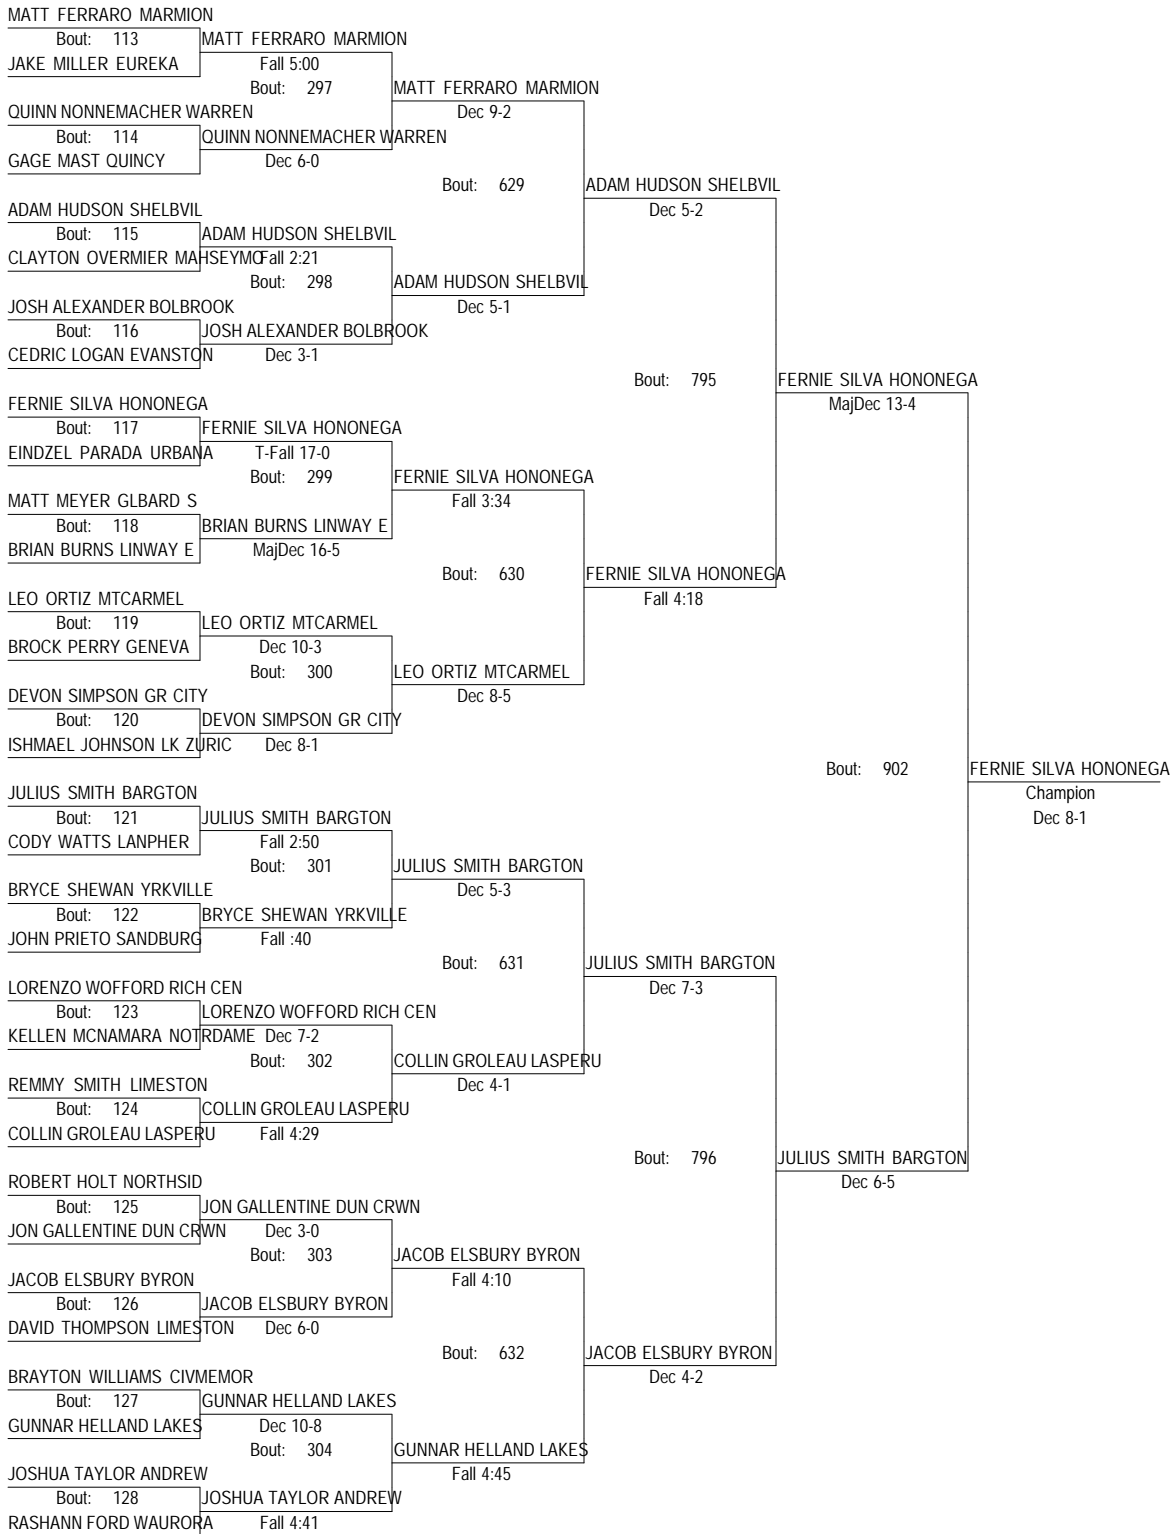 MATT FERRARO MARMION
Bout: 113 MATT FERRARO MARMION
JAKE MILLER EUREKA Fall 5:00
Bout: 297 MATT FERRARO MARMION
QUINN NONNEMACHER WARREN Dec 9-2
Bout: 114 QUINN NONNEMACHER WARREN
GAGE MAST QUINCY Dec 6-0
Bout: 629 ADAM HUDSON SHELBVIL
ADAM HUDSON SHELBVIL Dec 5-2
Bout: 115 ADAM HUDSON SHELBVIL
CLAYTON OVERMIER MAHSEYMO Fall 2:21
Bout: 298 ADAM HUDSON SHELBVIL
JOSH ALEXANDER BOLBROOK Dec 5-1
Bout: 116 JOSH ALEXANDER BOLBROOK
CEDRIC LOGAN EVANSTON Dec 3-1
Bout: 795 FERNIE SILVA HONONEGA
FERNIE SILVA HONONEGA MajDec 13-4
Bout: 117 FERNIE SILVA HONONEGA
EINDZEL PARADA URBANA T-Fall 17-0
Bout: 299 FERNIE SILVA HONONEGA
MATT MEYER GLBARD S Fall 3:34
Bout: 118 BRIAN BURNS LINWAY E
BRIAN BURNS LINWAY E MajDec 16-5
Bout: 630 FERNIE SILVA HONONEGA
LEO ORTIZ MTCARMEL Fall 4:18
Bout: 119 LEO ORTIZ MTCARMEL
BROCK PERRY GENEVA Dec 10-3
Bout: 300 LEO ORTIZ MTCARMEL
DEVON SIMPSON GR CITY Dec 8-5
Bout: 120 DEVON SIMPSON GR CITY
ISHMAEL JOHNSON LK ZURIC Dec 8-1
Bout: 902 FERNIE SILVA HONONEGA
JULIUS SMITH BARGTON Champion
Bout: 121 JULIUS SMITH BARGTON Dec 8-1
CODY WATTS LANPHER Fall 2:50
Bout: 301 JULIUS SMITH BARGTON
BRYCE SHEWAN YRKVILLE Dec 5-3
Bout: 122 BRYCE SHEWAN YRKVILLE
JOHN PRIETO SANDBURG Fall :40
Bout: 631 JULIUS SMITH BARGTON
LORENZO WOFFORD RICH CEN Dec 7-3
Bout: 123 LORENZO WOFFORD RICH CEN
KELLEN MCNAMARA NOTRDAME Dec 7-2
Bout: 302 COLLIN GROLEAU LASPERU
REMMY SMITH LIMESTON Dec 4-1
Bout: 124 COLLIN GROLEAU LASPERU
COLLIN GROLEAU LASPERU Fall 4:29
Bout: 796 JULIUS SMITH BARGTON
ROBERT HOLT NORTHSID Dec 6-5
Bout: 125 JON GALLENTINE DUN CRWN
JON GALLENTINE DUN CRWN Dec 3-0
Bout: 303 JACOB ELSBURY BYRON
JACOB ELSBURY BYRON Fall 4:10
Bout: 126 JACOB ELSBURY BYRON
DAVID THOMPSON LIMESTON Dec 6-0
Bout: 632 JACOB ELSBURY BYRON
BRAYTON WILLIAMS CIVMEMOR Dec 4-2
Bout: 127 GUNNAR HELLAND LAKES
GUNNAR HELLAND LAKES Dec 10-8
Bout: 304 GUNNAR HELLAND LAKES
JOSHUA TAYLOR ANDREW Fall 4:45
Bout: 128 JOSHUA TAYLOR ANDREW
RASHANN FORD WAURORA Fall 4:41